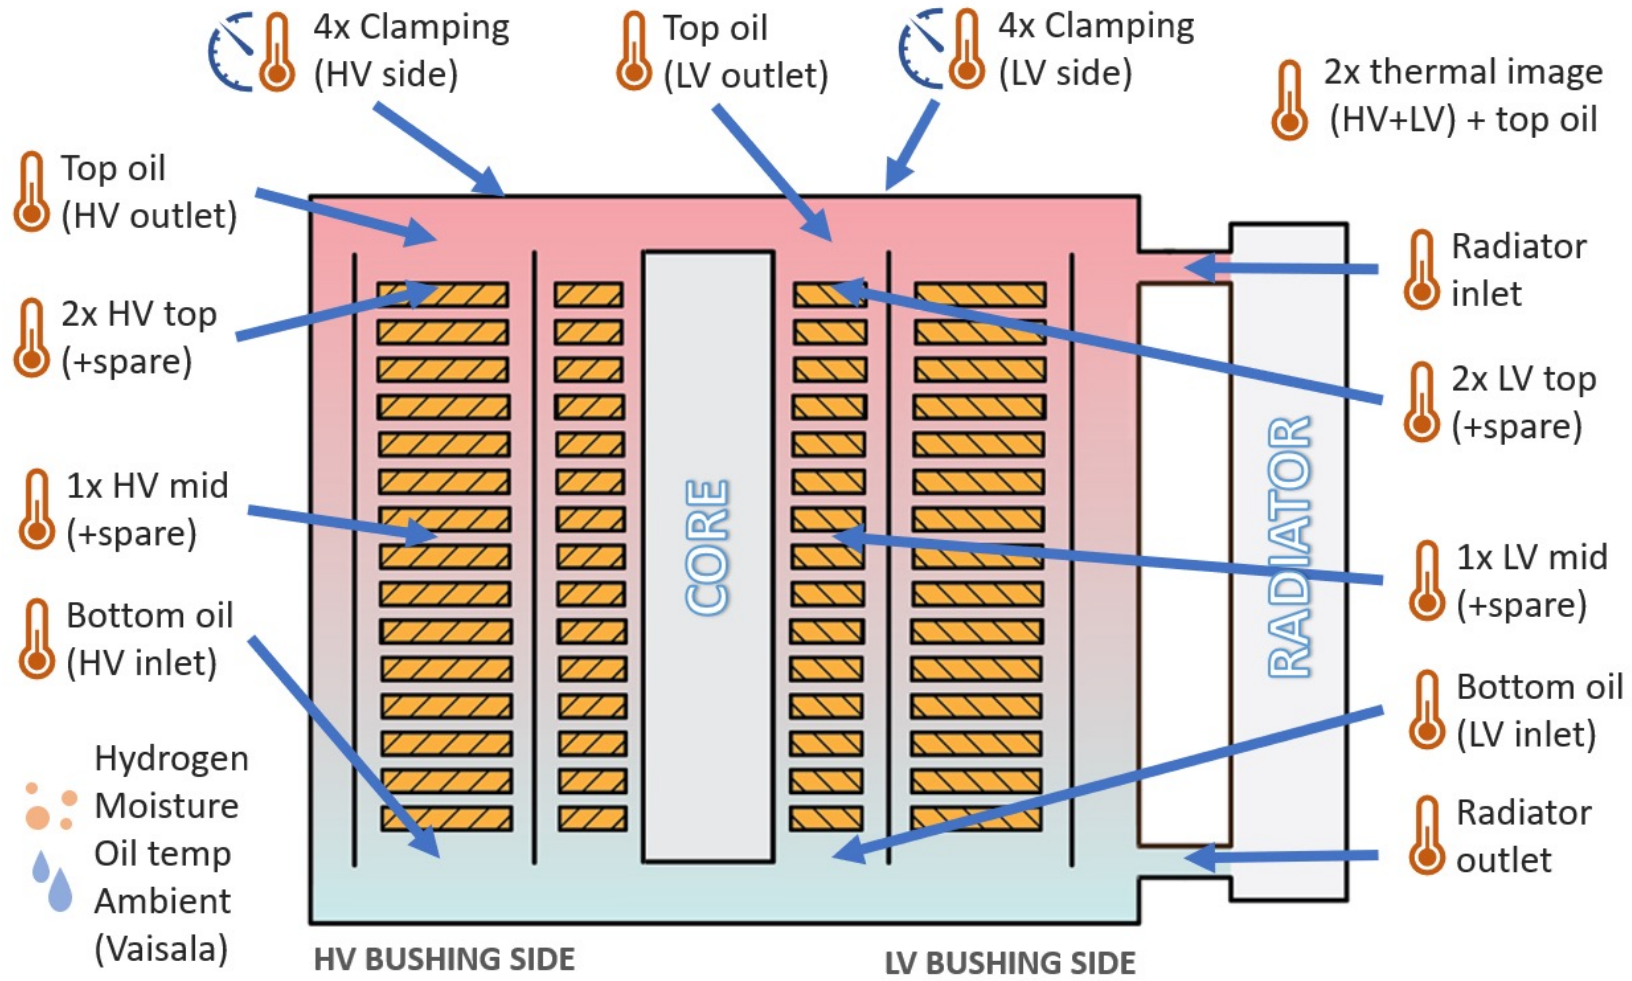 4x Clamping
(HV side)
Top oil
(LV outlet)
4x Clamping
(LV side)
2x thermal image
(HV+LV) + top oil
Top oil
(HV outlet)
2x HV top
(+spare)
1x HV mid
(+spare)
Bottom oil
(HV inlet)
Hydrogen
Moisture
Oil temp
Ambient
(Vaisala)
CORE
RADIATOR
Radiator
inlet
2x LV top
(+spare)
1x LV mid
(+spare)
Bottom oil
(LV inlet)
Radiator
outlet
HV BUSHING SIDE
LV BUSHING SIDE